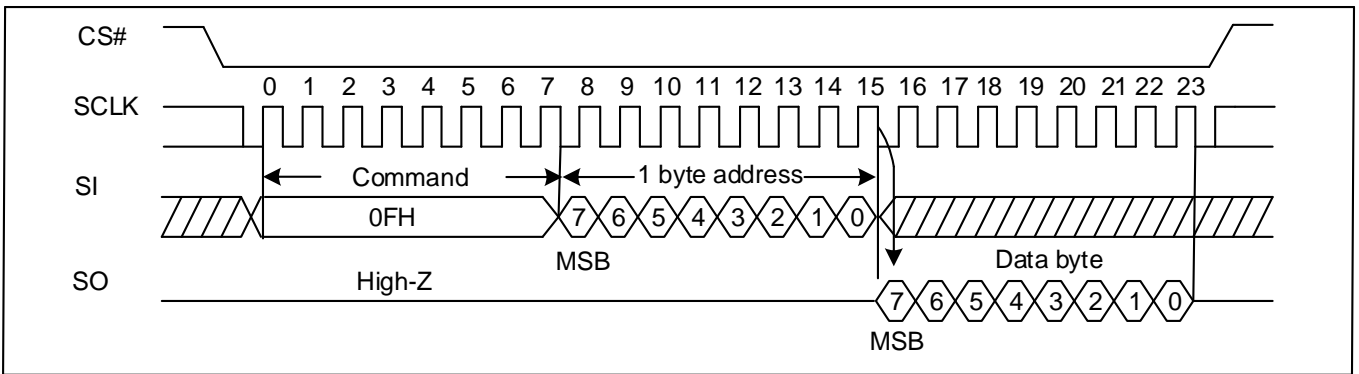 CS#
0 1 2 3 4 5 6 7 8 9 10 11 12 13 14 15 16 17 18 19 20 21 22 23
SCLK
SI Command 1 byte address
0FH 7 6 5 4 3 2 1 0
MSB Data byte
SO High-Z
7 6 5 4 3 2 1 0
MSB